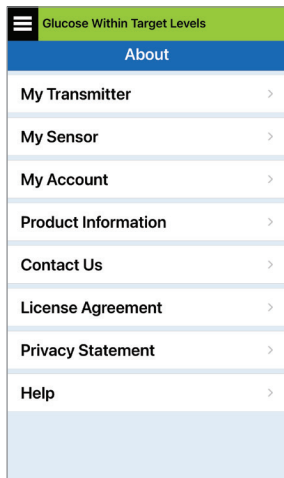 Glucose Within Target Levels
About
My Transmitter
My Sensor
My Account
Product Information
Contact Us
License Agreement
Privacy Statement
Help